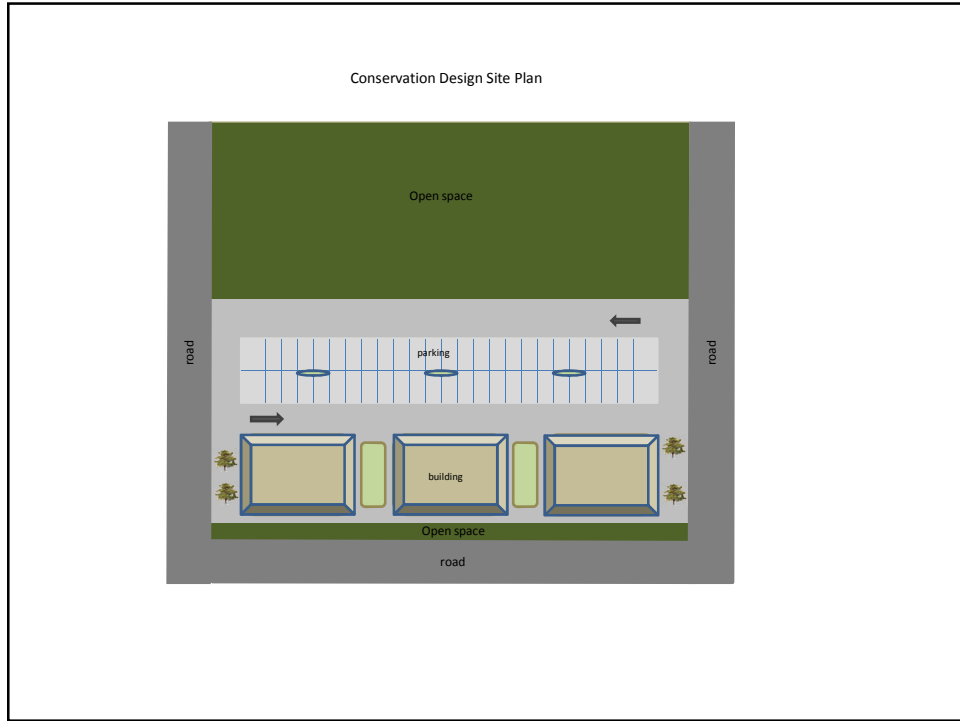 Conservation Design Site Plan
Open space
road
parking
road
building
Open space
road